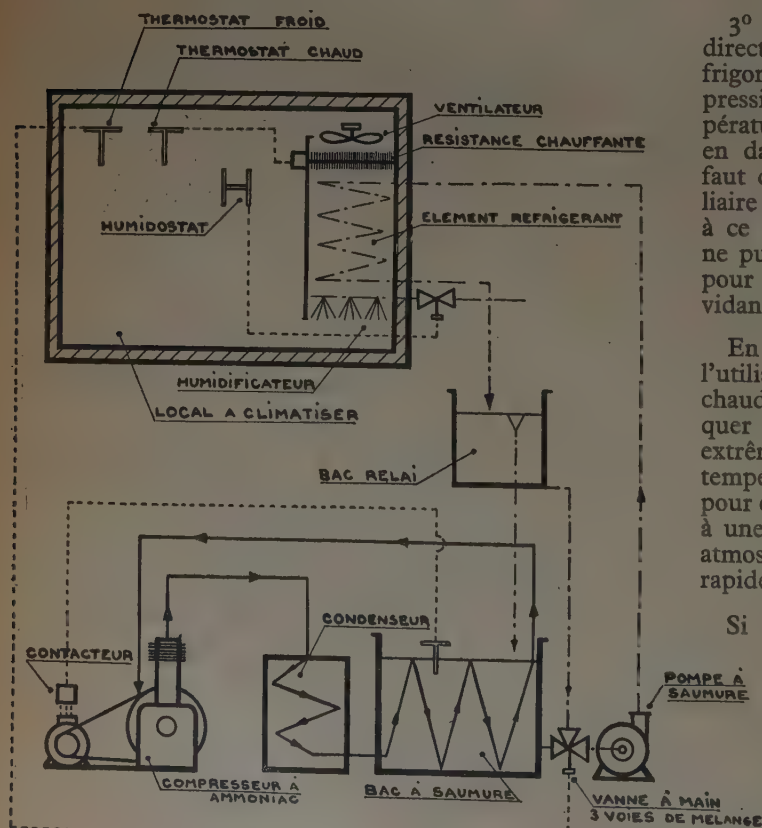 THERMOSTAT FROID
THERMOSTAT CHAUD
VENTILATEUR
RESISTANCE CHAUFFANTE
HUMIDOSTAT
ELEMENT REFRIGERANT
HUMIDIFICATEUR
LOCAL A CLIMATISER
BAC RELAI
CONDENSEUR
CONTACTEUR
POMPE À
SAUMURE
COMPRESSEUR À
AMMONIAC
BAC À SAUMURE
VANNE À MAIN
3 VOIES DE MELANGE
3°
direct
frigor
pressi
pératu
en da
faut d
liaire
à ce
ne pu
pour
vidan
En
l'utilis
chaud
quer
extrêr
tempe
pour c
à une
atmos
rapide
Si